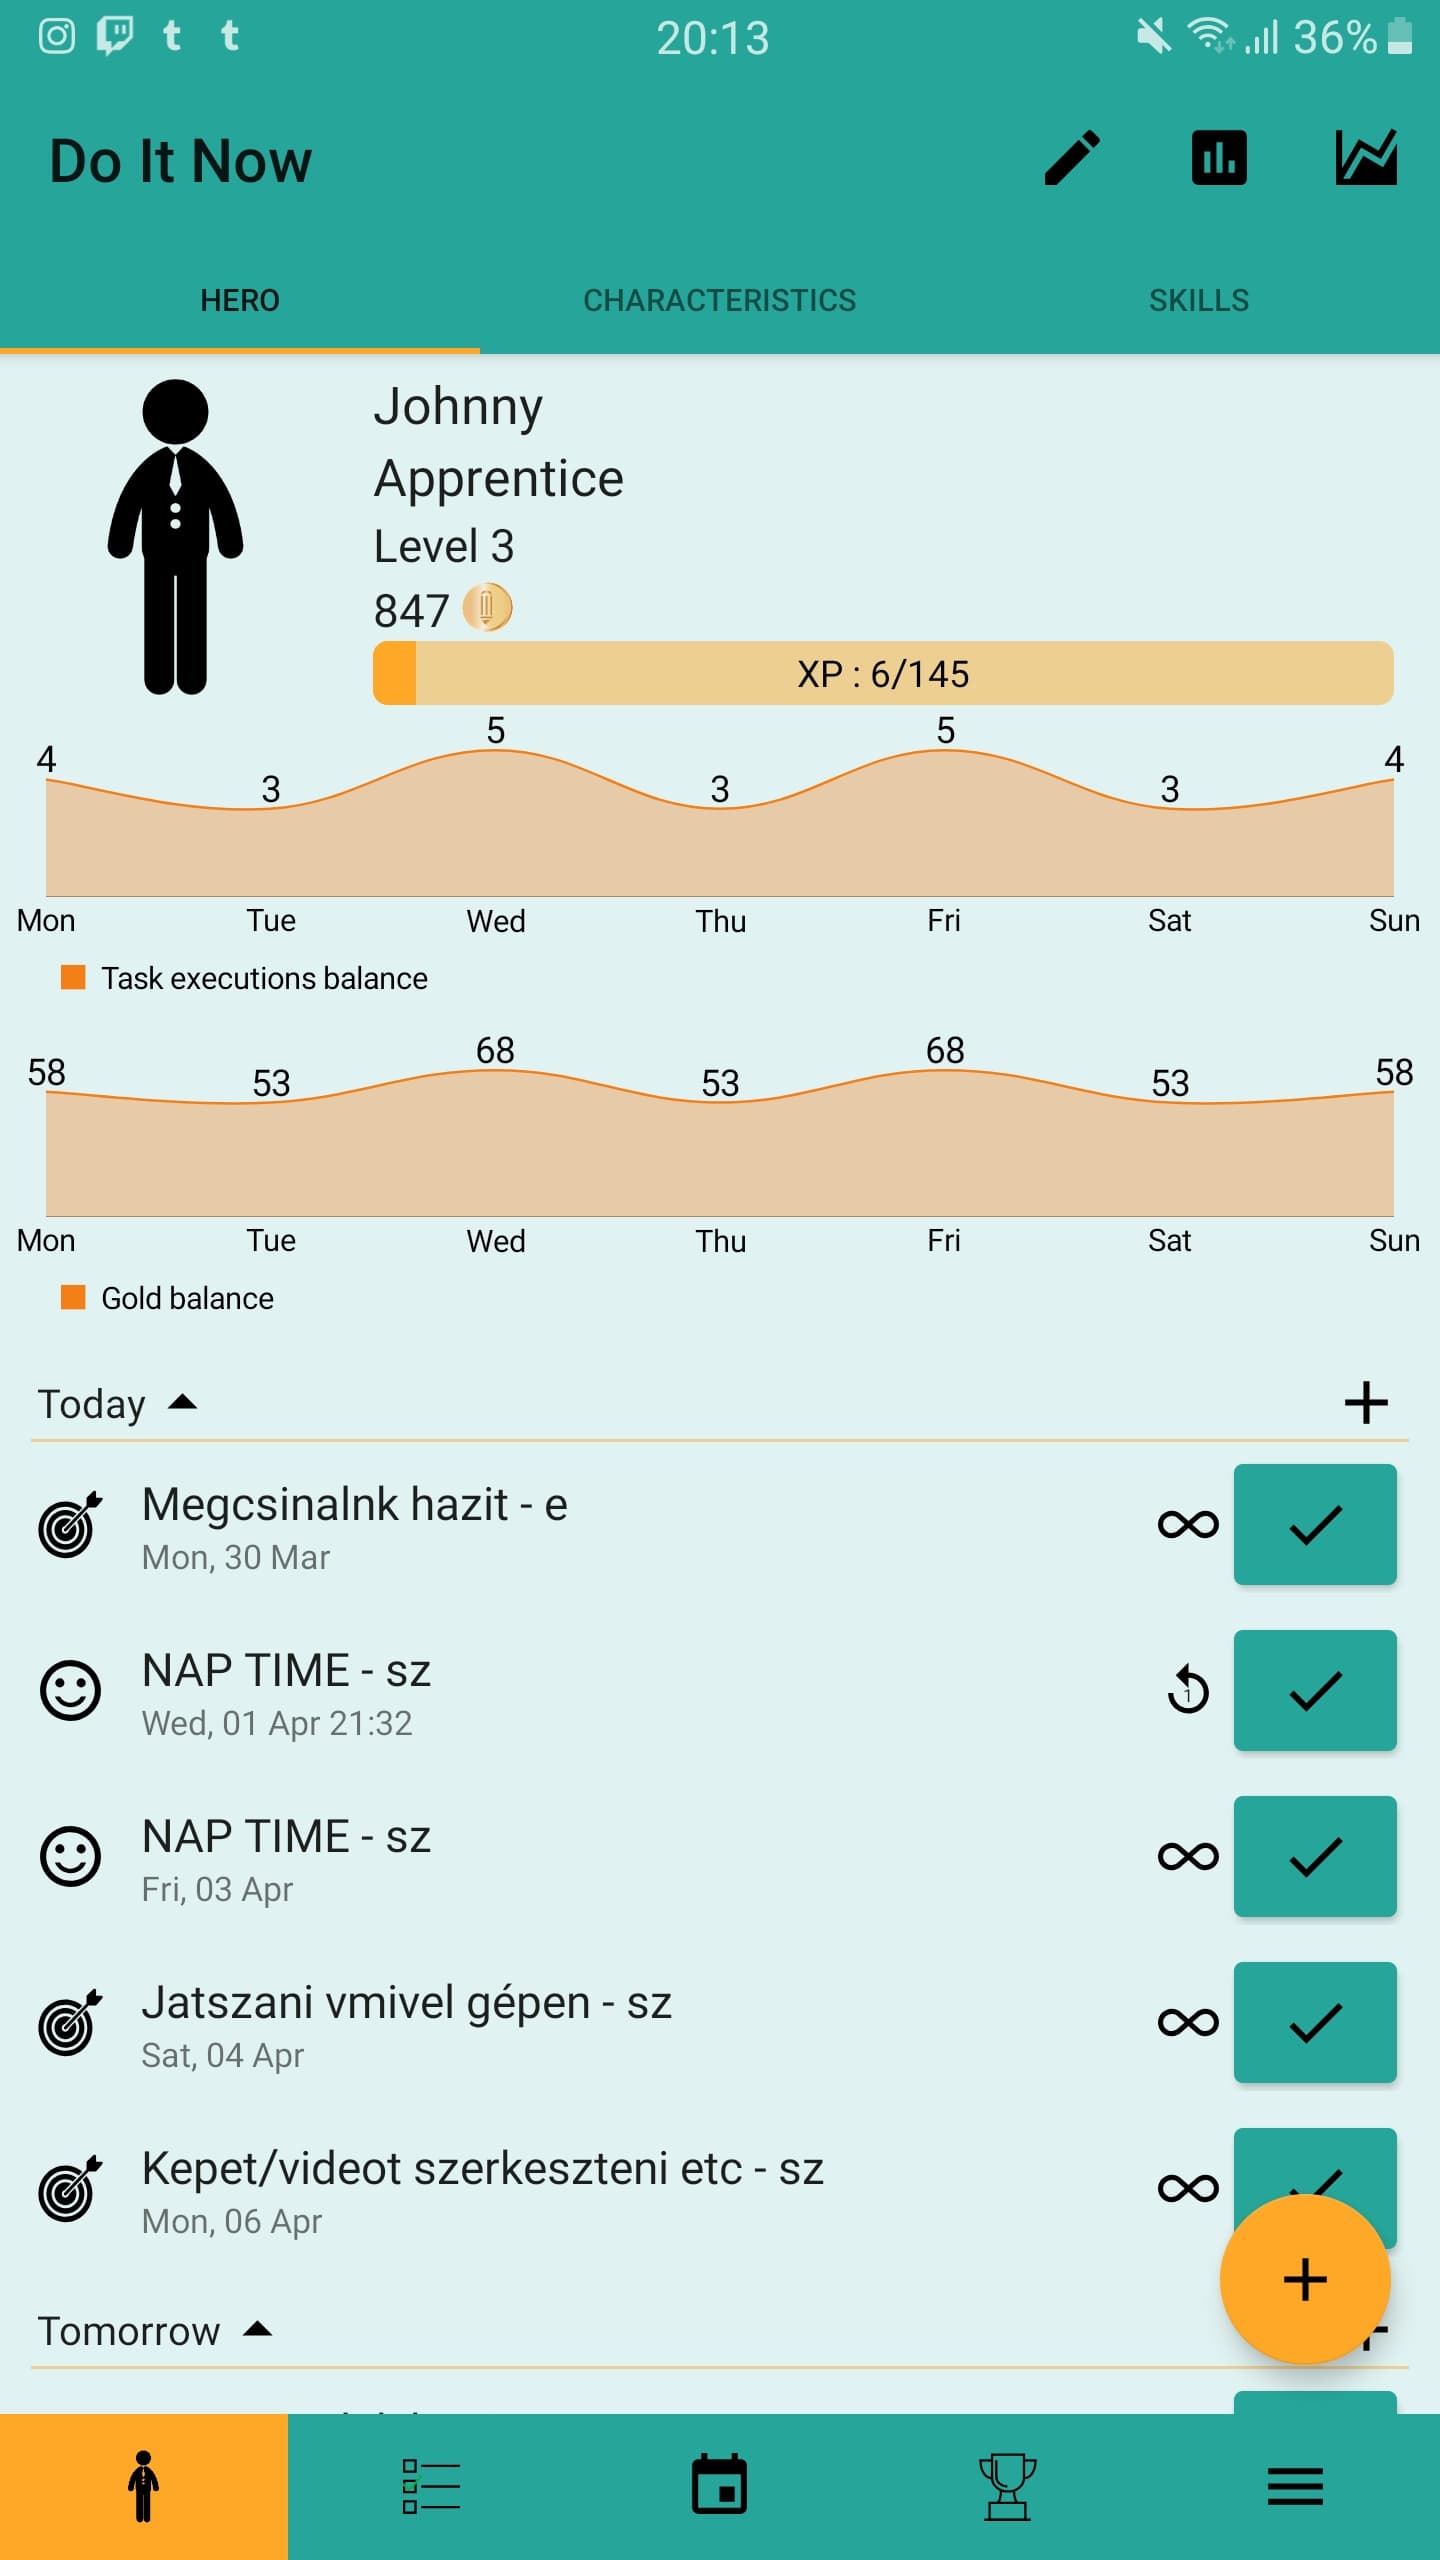 20:13 36%
Do It Now
HERO CHARACTERISTICS SKILLS
Johnny
Apprentice
Level 3
847
XP : 6/145
4 3 5 3 5 3 4
Mon Tue Wed Thu Fri Sat Sun
Task executions balance
58 53 68 53 68 53 58
Mon Tue Wed Thu Fri Sat Sun
Gold balance
Today
Megcsinalnk hazit - e
Mon, 30 Mar
NAP TIME - sz
Wed, 01 Apr 21:32
1
NAP TIME - sz
Fri, 03 Apr
Jatszani vmivel gépen - sz
Sat, 04 Apr
Kepet/videot szerkeszteni etc - sz
Mon, 06 Apr
Tomorrow